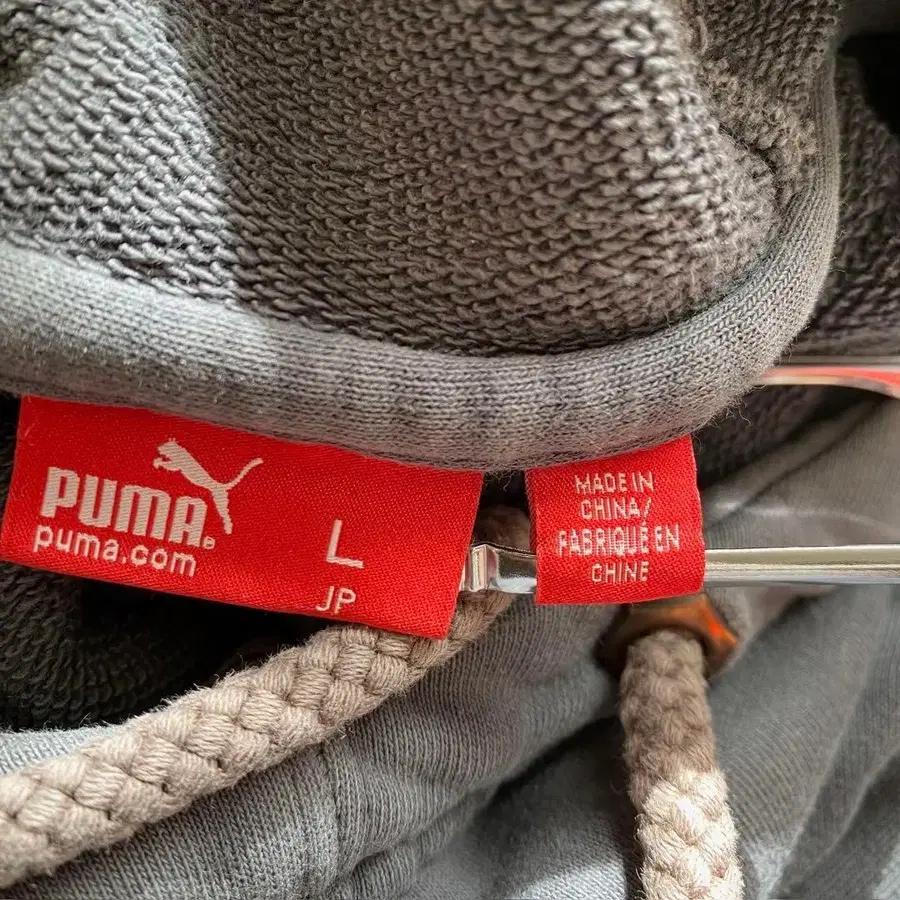 PUMA®
puma.com
L
JP
MADE IN
CHINA/
FABRIQUÉ EN
CHINE